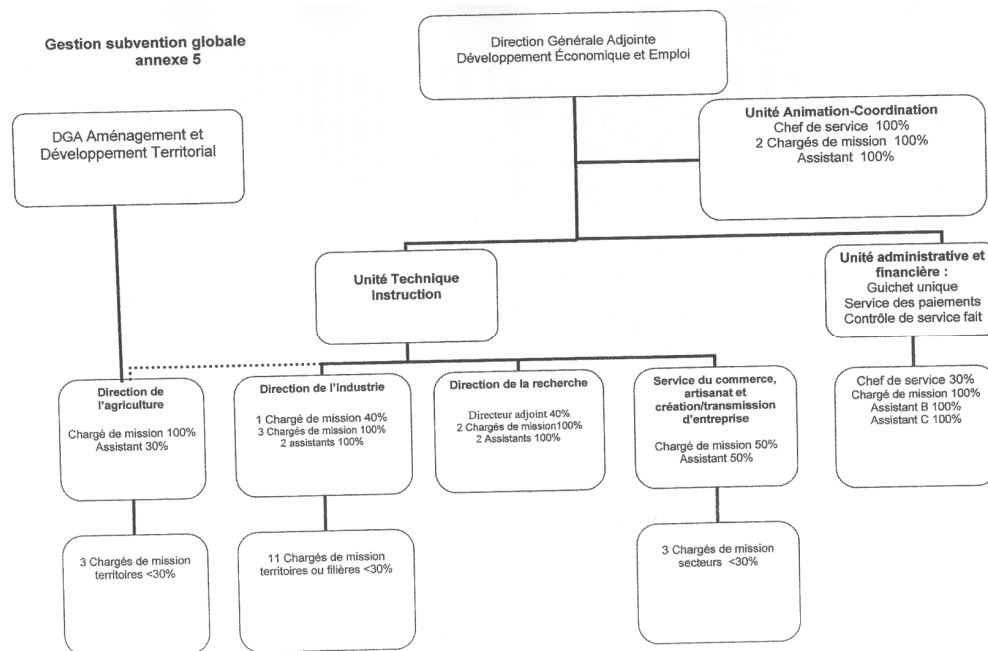 Gestion subvention globale
annexe 5
Direction Générale Adjointe
Développement Économique et Emploi
DGA Aménagement et
Développement Territorial
Unité Animation-Coordination
Chef de service 100%
2 Chargés de mission 100%
Assistant 100%
Unité Technique
Instruction
Unité administrative et
financière :
Guichet unique
Service des paiements
Contrôle de service fait
Direction de
l'agriculture
Chargé de mission 100%
Assistant 30%
Direction de l'industrie
1 Chargé de mission 40%
3 Chargés de mission 100%
2 assistants 100%
Direction de la recherche
Directeur adjoint 40%
2 Chargés de mission100%
2 Assistants 100%
Service du commerce,
artisanat et
création/transmission
d'entreprise
Chargé de mission 50%
Assistant 50%
Chef de service 30%
Chargé de mission 100%
Assistant B 100%
Assistant C 100%
3 Chargés de mission
territoires <30%
11 Chargés de mission
territoires ou filières <30%
3 Chargés de mission
secteurs <30%